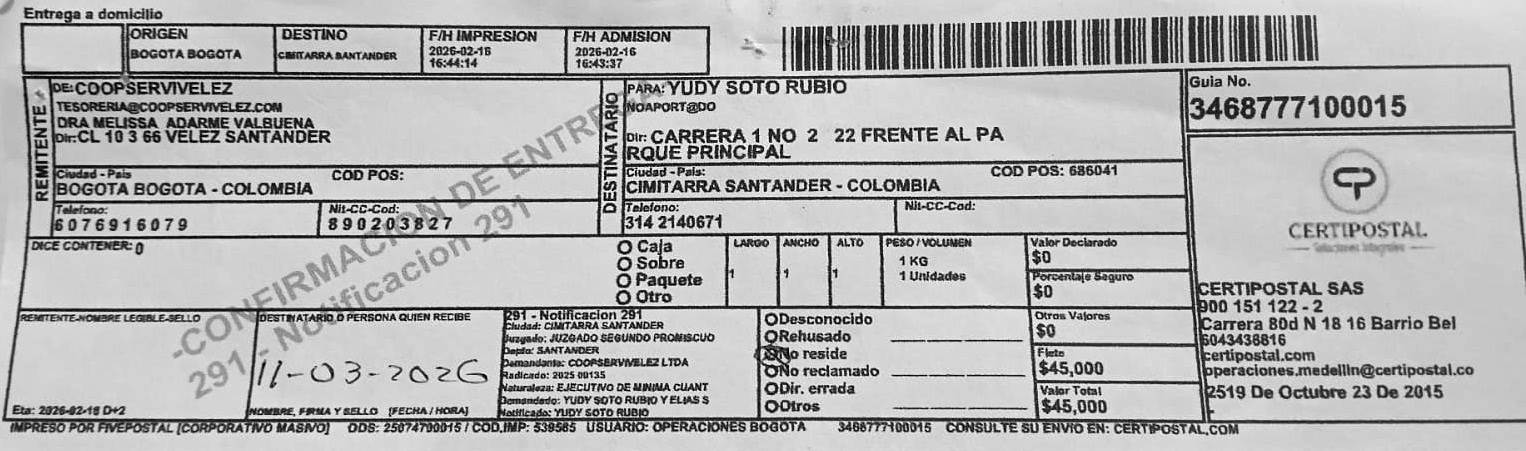 Entrega a domicilio
ORIGEN
BOGOTA BOGOTA
DESTINO
CIMITARRA SANTANDER
F/H IMPRESION
2026-02-16
16:44:14
F/H ADMISION
2026-02-16
16:43:37
REMITENTE
DE: COOPSERVIVELEZ
TESORERIA@COOPSERVIVELEZ.COM
DRA MELISSA ADARME VALBUENA
Dir: CL 10 3 66 VELEZ SANTANDER
Ciudad - Pais
COD POS:
BOGOTA BOGOTA - COLOMBIA
Telefono:
6076916079
Nit-CC-Cod:
890203827
DESTINATARIO
PARA: YUDY SOTO RUBIO
NOAPORT@DO
Dir: CARRERA 1 NO 2 22 FRENTE AL PA
RQUE PRINCIPAL
Ciudad - Pais:
COD POS: 686041
CIMITARRA SANTANDER - COLOMBIA
Telefono:
314 2140671
Nit-CC-Cod:
Guia No.
3468777100015
CERTIPOSTAL
Soluciones Integrales
CERTIPOSTAL SAS
900 151 122 - 2
Carrera 80d N 18 16 Barrio Bel
6043436816
certipostal.com
operaciones.medellin@certipostal.co
2519 De Octubre 23 De 2015
DICE CONTENER: 0
Caja
Sobre
Paquete
Otro
LARGO
1
ANCHO
1
ALTO
1
PESO / VOLUMEN
1 KG
1 Unidades
Valor Declarado
$0
Porcentaje Seguro
$0
Otros Valores
$0
Flete
$45,000
Valor Total
$45,000
-CONFIRMACION DE ENTREGA
291 - Notificacion 291
REMITENTE-NOMBRE LEGIBLE-SELLO
Eta: 2026-02-18 D+2
DESTINATARIO O PERSONA QUIEN RECIBE
11-03-2026
NOMBRE, FIRMA Y SELLO [FECHA / HORA]
291 - Notificacion 291
Ciudad: CIMITARRA SANTANDER
Juzgado: JUZGADO SEGUNDO PROMISCUO
Depto: SANTANDER
Demandante: COOPSERVIVELEZ LTDA
Radicado: 2025 00135
Naturaleza: EJECUTIVO DE MINIMA CUANT
Demandado: YUDY SOTO RUBIO Y ELIAS S
Notificado: YUDY SOTO RUBIO
Desconocido
Rehusado
No reside
No reclamado
Dir. errada
Otros
IMPRESO POR FIVEPOSTAL [CORPORATIVO MASIVO] ODS: 25074700015 / COD.IMP: 539585 USUARIO: OPERACIONES BOGOTA 3468777100015 CONSULTE SU ENVIO EN: CERTIPOSTAL.COM